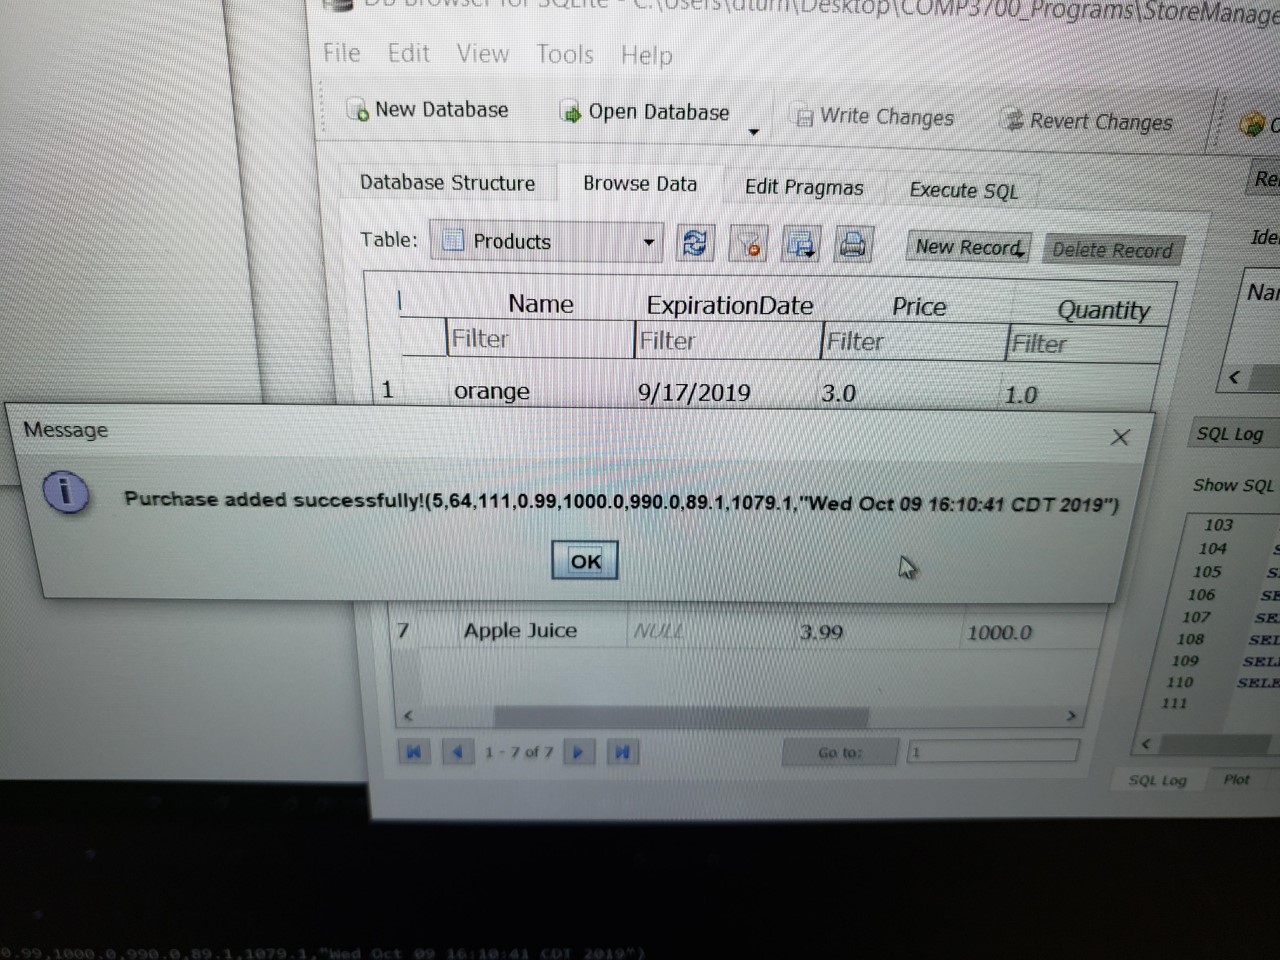 DB Browser for SQLite - C:\Users\dturn\Desktop\COMP3700_Programs\StoreManage
File Edit View Tools Help
New Database Open Database Write Changes Revert Changes
Database Structure Browse Data Edit Pragmas Execute SQL
Table: Products New Record Delete Record
Name ExpirationDate Price Quantity
Filter Filter Filter Filter
1 orange 9/17/2019 3.0 1.0
Message
Purchase added successfully!(5,64,111,0.99,1000.0,990.0,89.1,1079.1,"Wed Oct 09 16:10:41 CDT 2019")
OK
7 Apple Juice NULL 3.99 1000.0
1 - 7 of 7 Go to: 1
SQL Log
Show SQL
103
104
105
106 SE
107 SE
108 SEL
109 SELE
110 SELE
111
SQL Log Plot
0.99,1000.0,990.0,89.1,1079.1,"Wed Oct 09 16:10:41 CDT 2019")